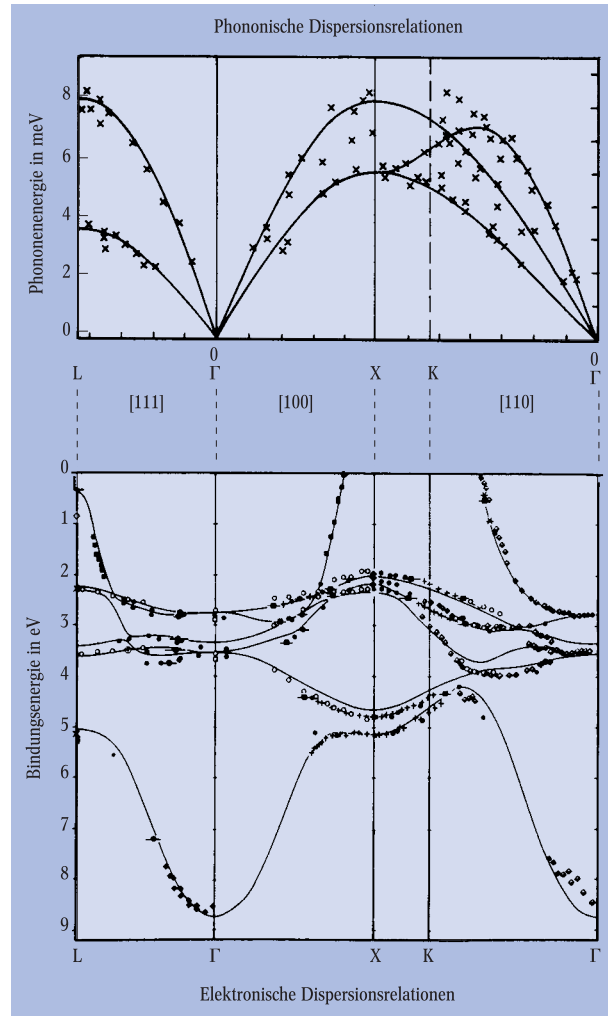 Phononische Dispersionsrelationen
Phononenenergie in meV
8
6
4
2
0
0
0
L Γ X K Γ
[111] [100] [110]
Bindungsenergie in eV
0
1
2
3
4
5
6
7
8
9
L Γ X K Γ
Elektronische Dispersionsrelationen